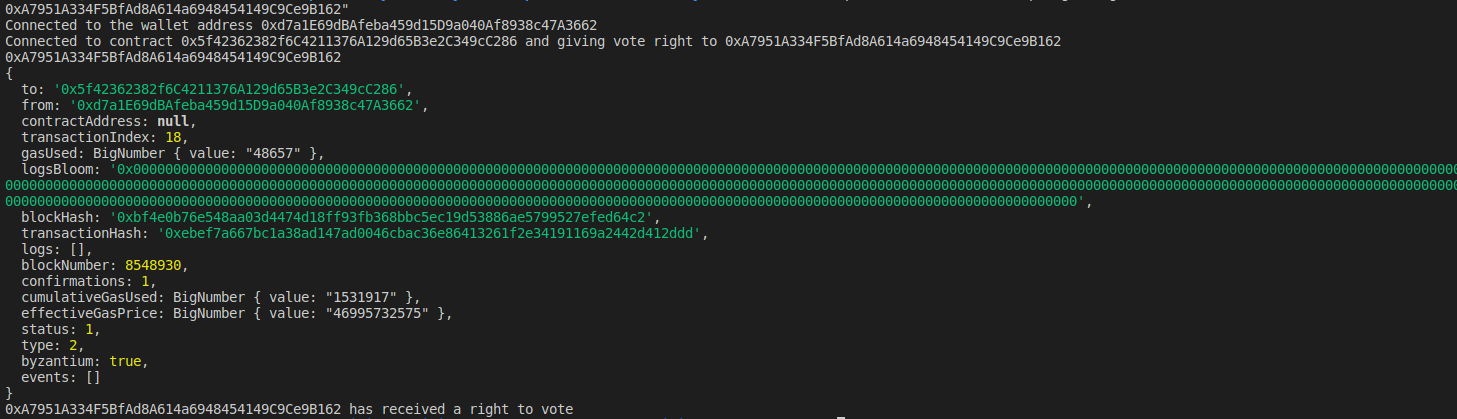 0xA7951A334F5BfAd8A614a6948454149C9Ce9B162"
Connected to the wallet address 0xd7a1E69dBAfeba459d15D9a040Af8938c47A3662
Connected to contract 0x5f42362382f6C4211376A129d65B3e2C349cC286 and giving vote right to 0xA7951A334F5BfAd8A614a6948454149C9Ce9B162
0xA7951A334F5BfAd8A614a6948454149C9Ce9B162
{
  to: '0x5f42362382f6C4211376A129d65B3e2C349cC286',
  from: '0xd7a1E69dBAfeba459d15D9a040Af8938c47A3662',
  contractAddress: null,
  transactionIndex: 18,
  gasUsed: BigNumber { value: "48657" },
  logsBloom:
  blockHash: '0xbf4e0b76e548aa03d4474d18ff93fb368bbc5ec19d53886ae5799527efed64c2',
  transactionHash: '0xebef7a667bc1a38ad147ad0046cbac36e86413261f2e34191169a2442d412ddd',
  logs: [],
  blockNumber: 8548930,
  confirmations: 1,
  cumulativeGasUsed: BigNumber { value: "1531917" },
  effectiveGasPrice: BigNumber { value: "46995732575" },
  status: 1,
  type: 2,
  byzantium: true,
  events: []
}
0xA7951A334F5BfAd8A614a6948454149C9Ce9B162 has received a right to vote